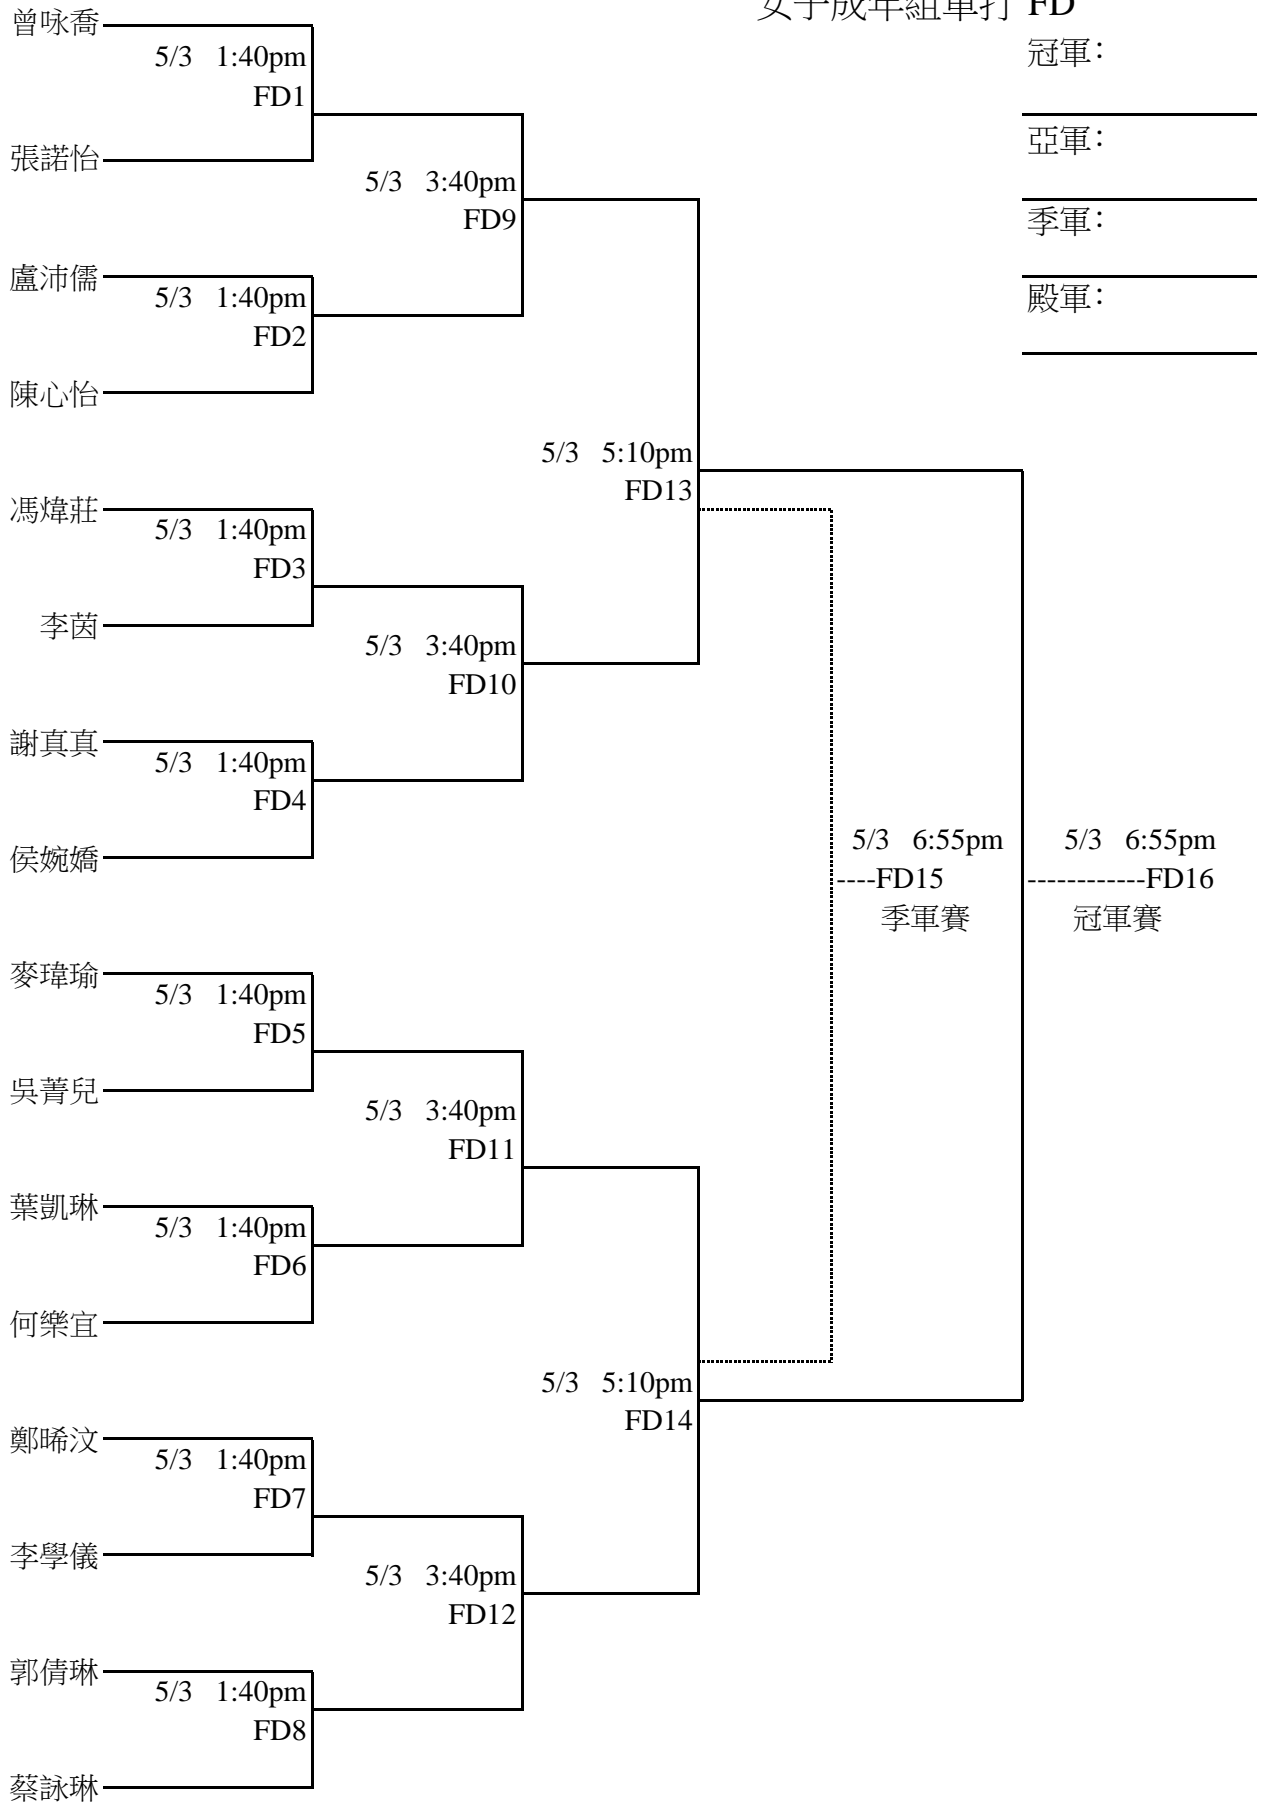 女子成年組單打 FD
冠軍：
亞軍：
季軍：
殿軍：
曾咏喬
5/3 1:40pm
FD1
張諾怡
5/3 3:40pm
FD9
盧沛儒
5/3 1:40pm
FD2
陳心怡
5/3 5:10pm
FD13
馮煒莊
5/3 1:40pm
FD3
李茵
5/3 3:40pm
FD10
謝真真
5/3 1:40pm
FD4
侯婉嬌
5/3 6:55pm
----FD15
季軍賽
5/3 6:55pm
------------FD16
冠軍賽
麥瑋瑜
5/3 1:40pm
FD5
吳菁兒
5/3 3:40pm
FD11
葉凱琳
5/3 1:40pm
FD6
何樂宜
5/3 5:10pm
FD14
鄭晞汶
5/3 1:40pm
FD7
李學儀
5/3 3:40pm
FD12
郭倩琳
5/3 1:40pm
FD8
蔡詠琳